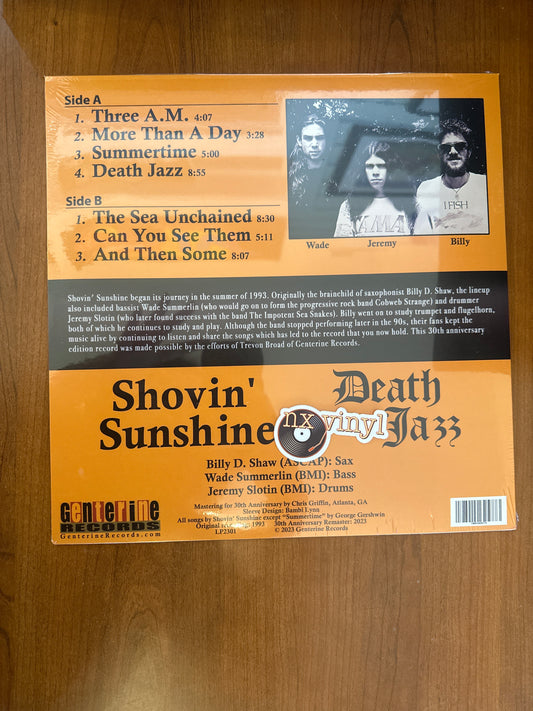 Side A
1. Three A.M. 4:07
2. More Than A Day 3:28
3. Summertime 5:00
4. Death Jazz 8:55
Side B
1. The Sea Unchained 8:30
2. Can You See Them 5:11
3. And Then Some 8:07
I FISH
Wade Jeremy Billy
Shovin' Sunshine began its journey in the summer of 1993. Originally the brainchild of saxophonist Billy D. Shaw, the lineup
also included bassist Wade Summerlin (who would go on to form the progressive rock band Cobweb Strange) and drummer
Jeremy Slotin (who later found success with the band The Impotent Sea Snakes). Billy went on to study trumpet and flugelhorn,
both of which he continues to study and play. Although the band stopped performing later in the 90s, their fans kept the
music alive by continuing to listen and share the songs which has led to the record that you now hold. This 30th anniversary
edition record was made possible by the efforts of Trevon Broad of Genterine Records.
Shovin' Sunshine
Death Jazz
nxvinyl
Billy D. Shaw (ASCAP): Sax
Wade Summerlin (BMI): Bass
Jeremy Slotin (BMI): Drums
Mastering for 30th Anniversary by Chris Griffin, Atlanta, GA
Sleeve Design: Bambi Lynn
All songs by Shovin' Sunshine except "Summertime" by George Gershwin
Original recording: 1993 30th Anniversary Remaster: 2023
LP2301 © 2023 Genterine Records
Genterine
RECORDS
GenterineRecords.com